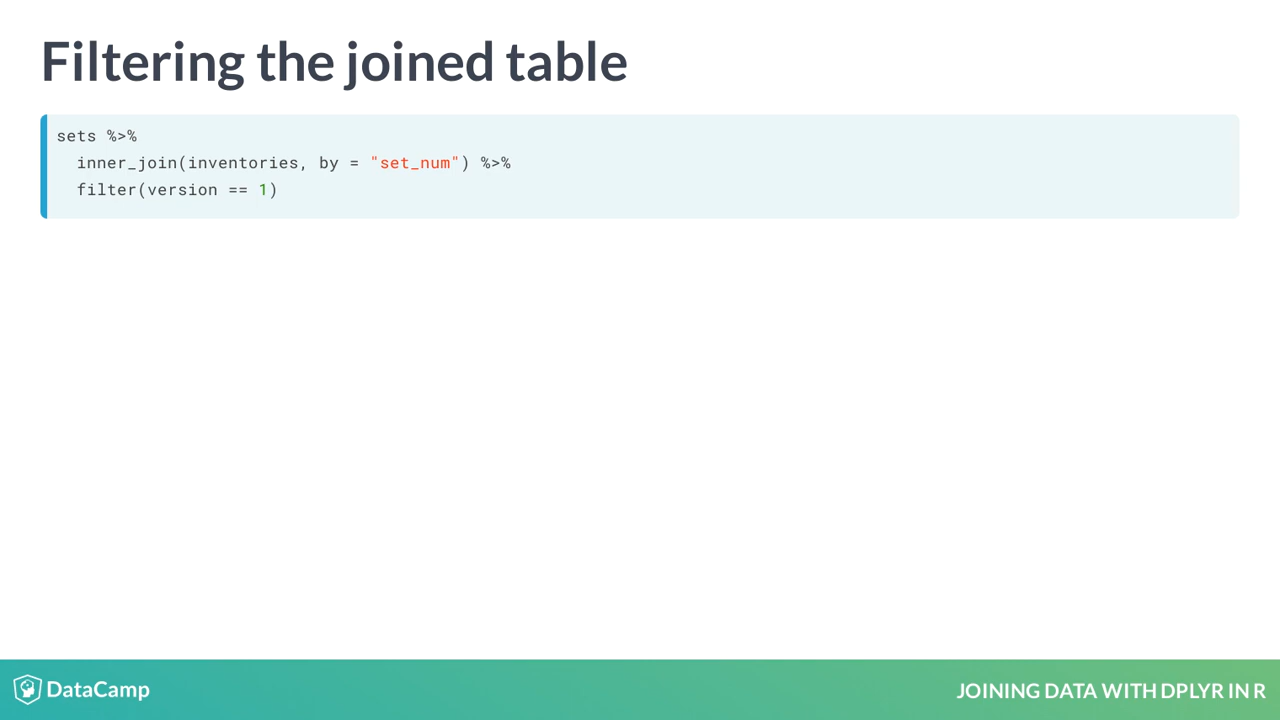 Filtering the joined table
sets %>%
  inner_join(inventories, by = "set_num") %>%
  filter(version == 1)
DataCamp
JOINING DATA WITH DPLYR IN R